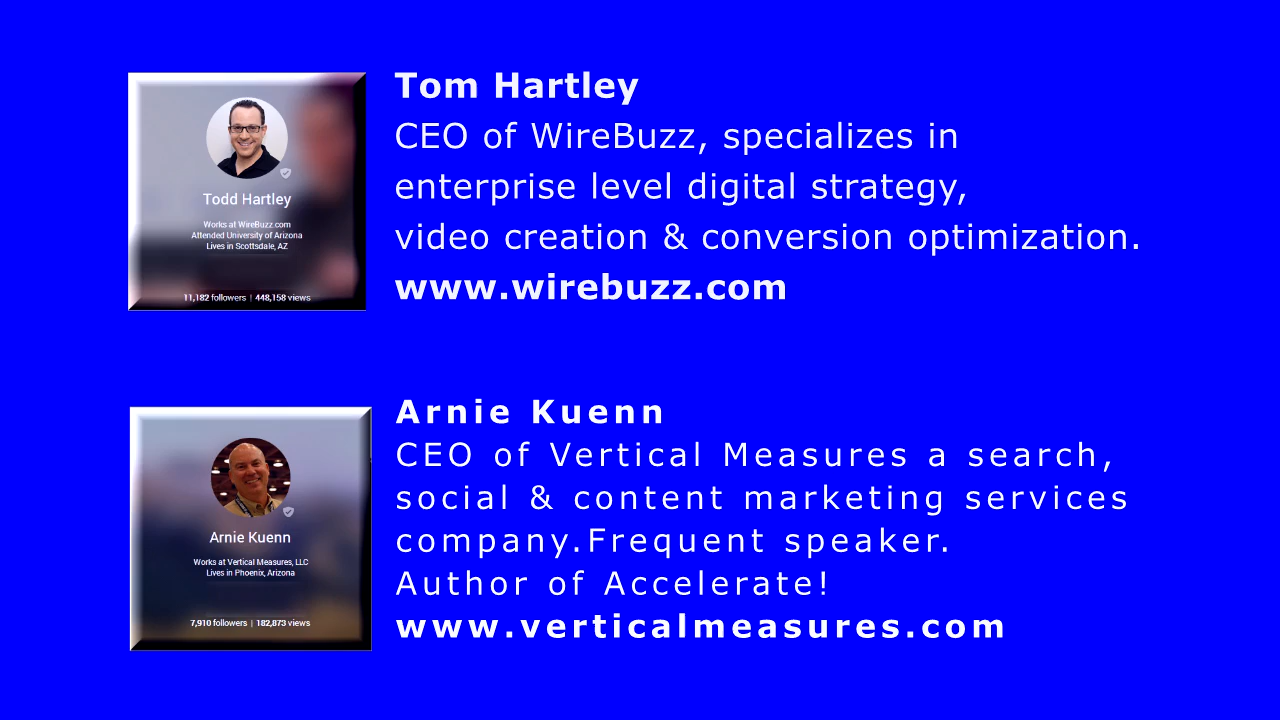 Tom Hartley
CEO of WireBuzz, specializes in
enterprise level digital strategy,
video creation & conversion optimization.
www.wirebuzz.com
Todd Hartley
Works at WireBuzz.com
Attended University of Arizona
Lives in Scottsdale, AZ
11,182 followers | 448,158 views
Arnie Kuenn
CEO of Vertical Measures a search,
social & content marketing services
company.Frequent speaker.
Author of Accelerate!
www.verticalmeasures.com
Arnie Kuenn
Works at Vertical Measures, LLC
Lives in Phoenix, Arizona
7,910 followers | 182,873 views